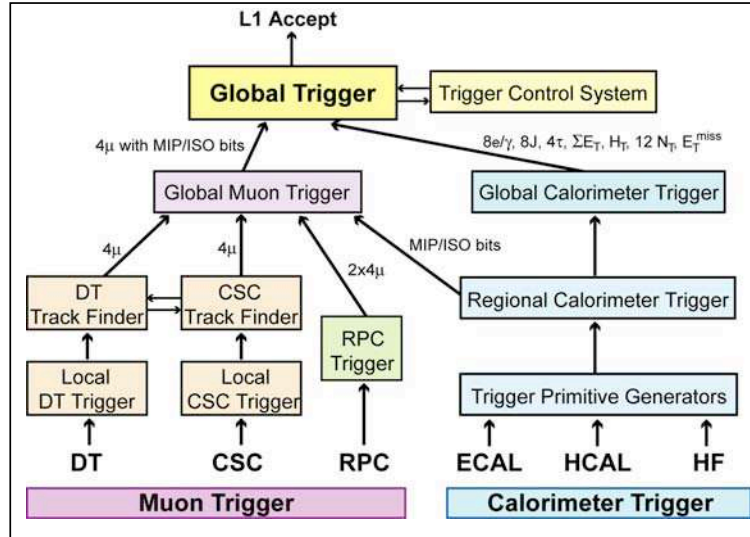 L1 Accept
Global Trigger
Trigger Control System
4μ with MIP/ISO bits
8e/γ, 8J, 4τ, ΣE_T, H_T, 12 N_T, E_T^miss
Global Muon Trigger
Global Calorimeter Trigger
4μ
4μ
2x4μ
MIP/ISO bits
DT
Track Finder
CSC
Track Finder
RPC
Trigger
Regional Calorimeter Trigger
Local
DT Trigger
Local
CSC Trigger
Trigger Primitive Generators
DT
CSC
RPC
ECAL
HCAL
HF
Muon Trigger
Calorimeter Trigger